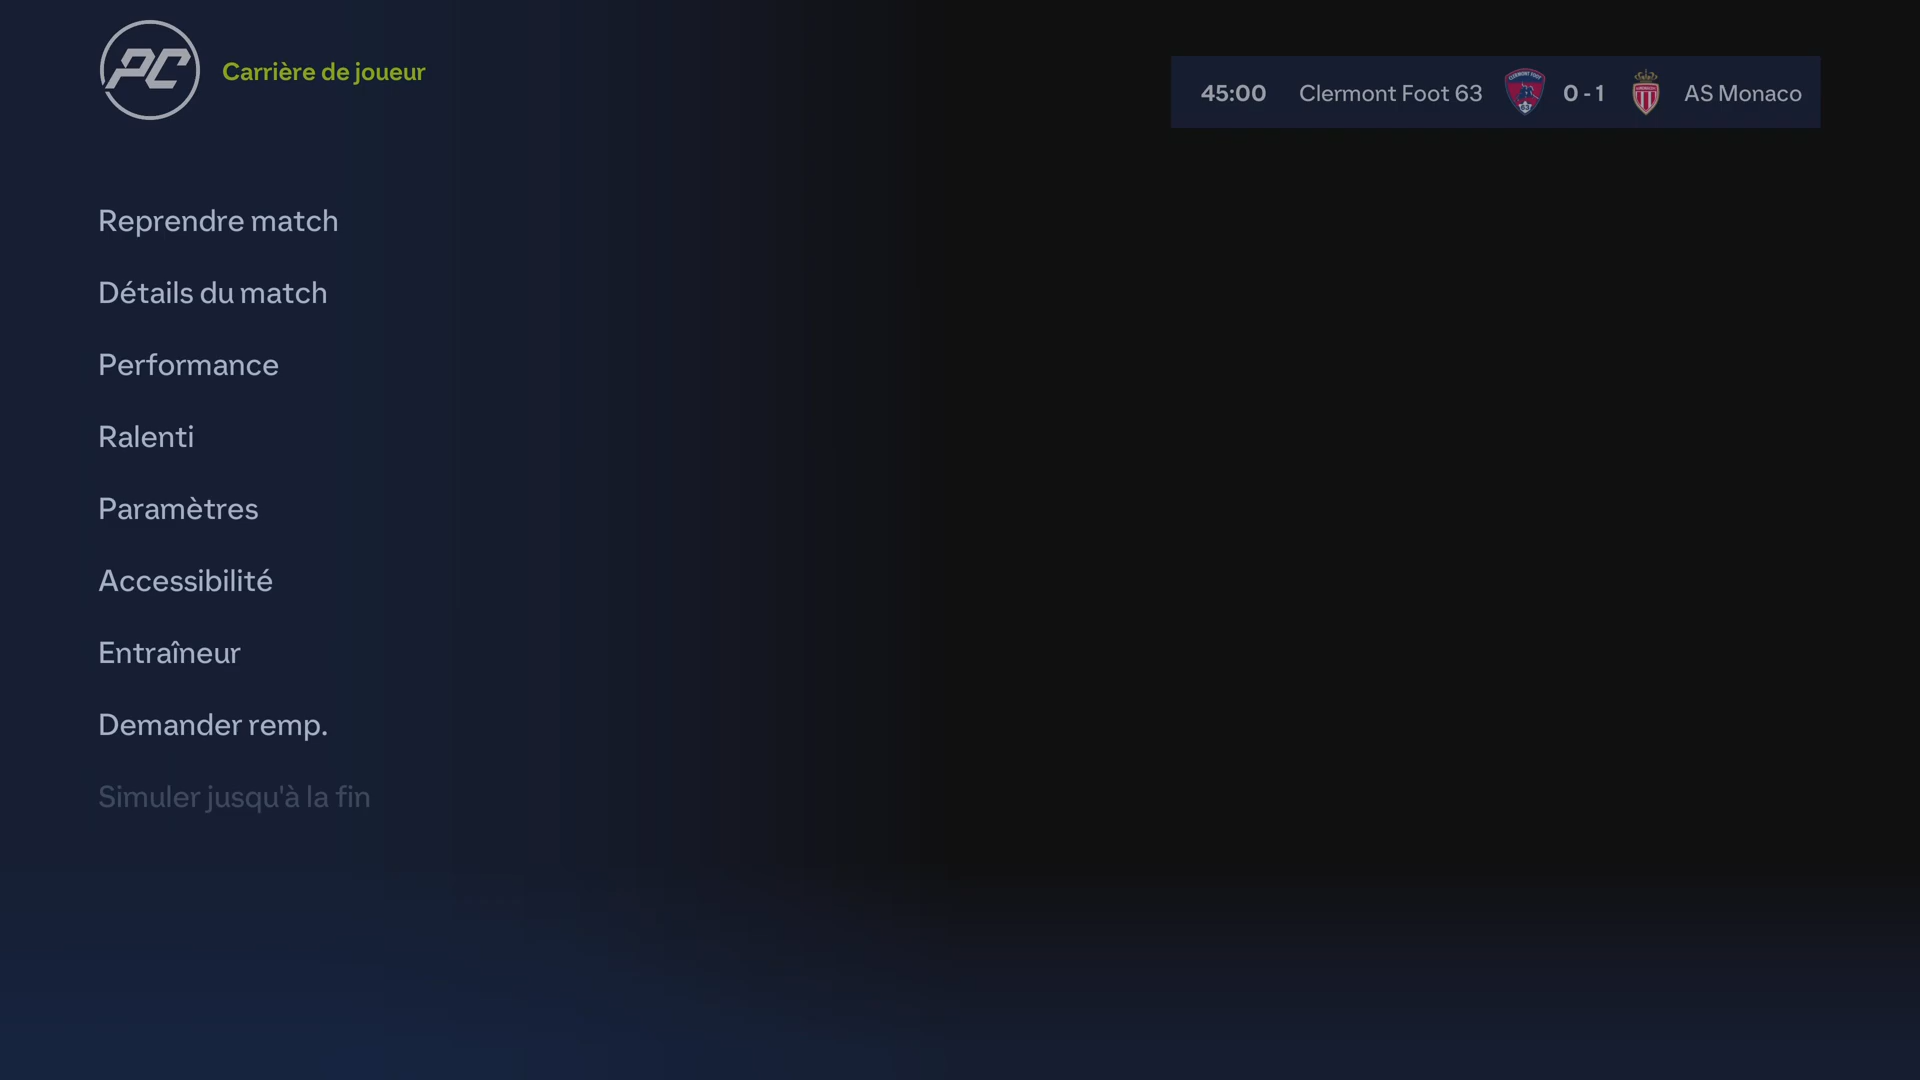 PC
Carrière de joueur
45:00 Clermont Foot 63 0 - 1 AS Monaco
Reprendre match
Détails du match
Performance
Ralenti
Paramètres
Accessibilité
Entraîneur
Demander remp.
Simuler jusqu'à la fin